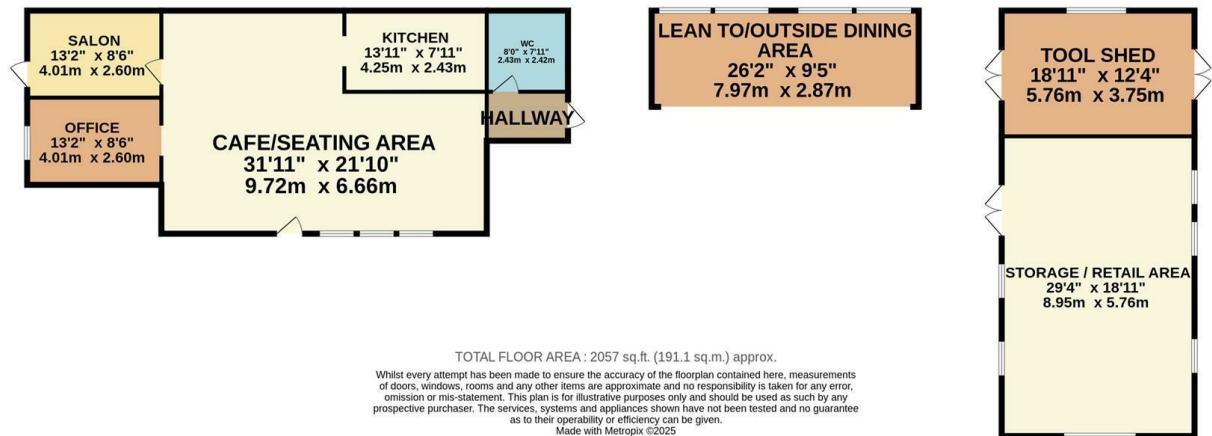 SALON
13'2" x 8'6"
4.01m x 2.60m
OFFICE
13'2" x 8'6"
4.01m x 2.60m
KITCHEN
13'11" x 7'11"
4.25m x 2.43m
WC
8'0" x 7'11"
2.43m x 2.42m
HALLWAY
CAFE/SEATING AREA
31'11" x 21'10"
9.72m x 6.66m
LEAN TO/OUTSIDE DINING
AREA
26'2" x 9'5"
7.97m x 2.87m
TOOL SHED
18'11" x 12'4"
5.76m x 3.75m
STORAGE / RETAIL AREA
29'4" x 18'11"
8.95m x 5.76m
TOTAL FLOOR AREA : 2057 sq.ft. (191.1 sq.m.) approx.
Whilst every attempt has been made to ensure the accuracy of the floorplan contained here, measurements
of doors, windows, rooms and any other items are approximate and no responsibility is taken for any error,
omission or mis-statement. This plan is for illustrative purposes only and should be used as such by any
prospective purchaser. The services, systems and appliances shown have not been tested and no guarantee
as to their operability or efficiency can be given.
Made with Metropix ©2025